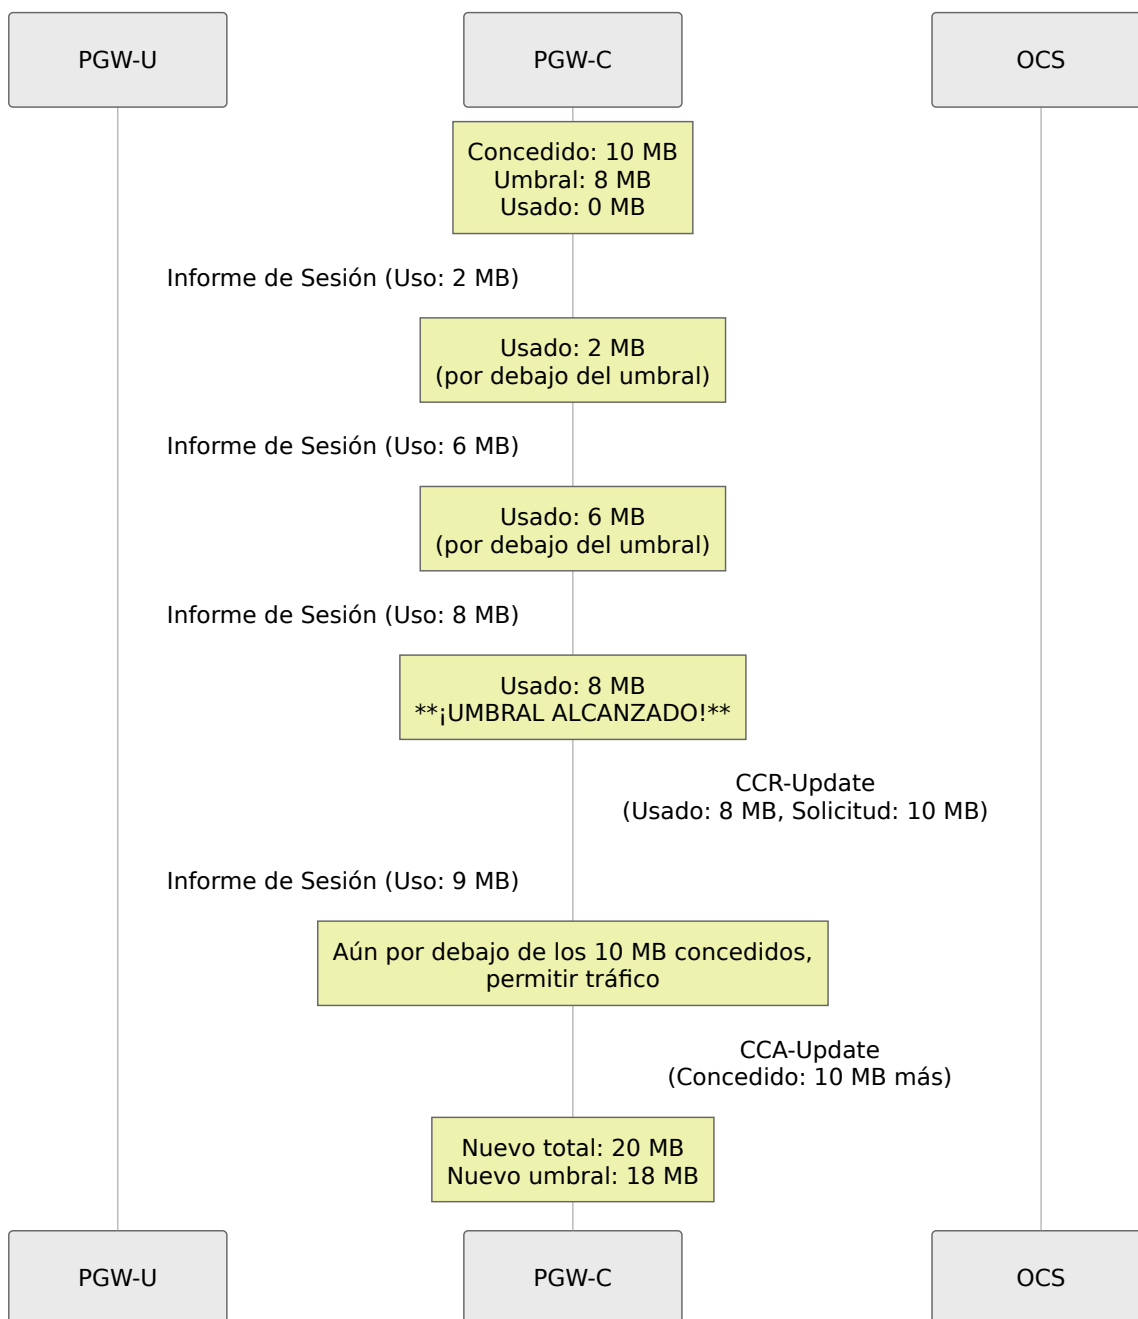 PGW-U
PGW-C
OCS
Concedido: 10 MB
Umbral: 8 MB
Usado: 0 MB
Informe de Sesión (Uso: 2 MB)
Usado: 2 MB
(por debajo del umbral)
Informe de Sesión (Uso: 6 MB)
Usado: 6 MB
(por debajo del umbral)
Informe de Sesión (Uso: 8 MB)
Usado: 8 MB
**¡UMBRAL ALCANZADO!**
CCR-Update
(Usado: 8 MB, Solicitud: 10 MB)
Informe de Sesión (Uso: 9 MB)
Aún por debajo de los 10 MB concedidos,
permitir tráfico
CCA-Update
(Concedido: 10 MB más)
Nuevo total: 20 MB
Nuevo umbral: 18 MB
PGW-U
PGW-C
OCS